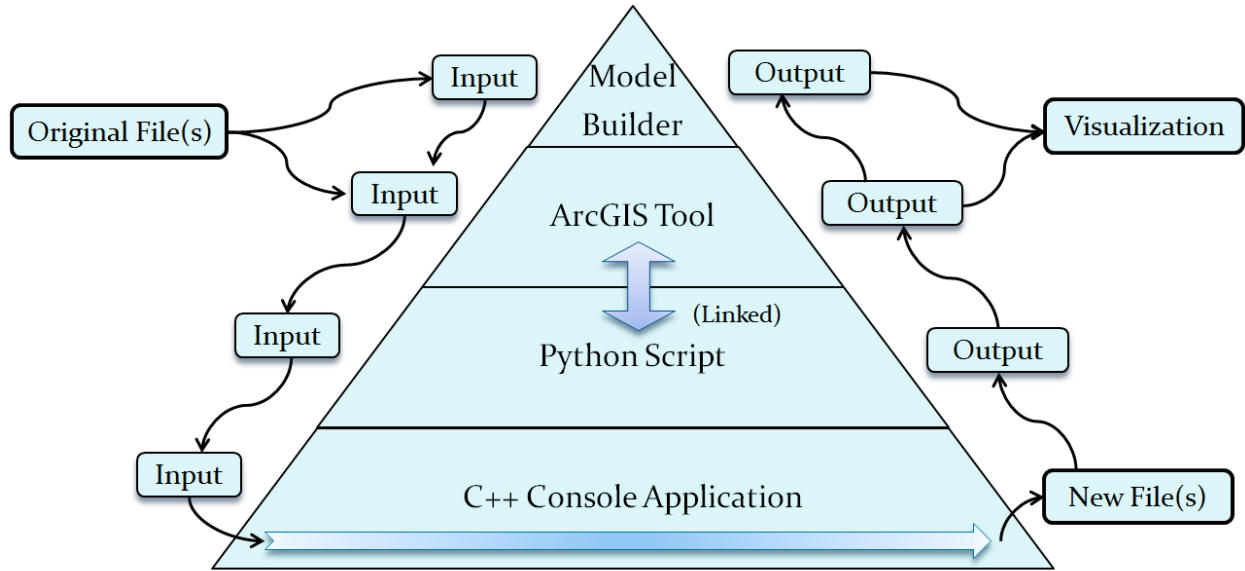 Model
Builder
Input
Output
Original File(s)
Visualization
Input
Output
ArcGIS Tool
(Linked)
Input
Output
Python Script
Input
New File(s)
C++ Console Application